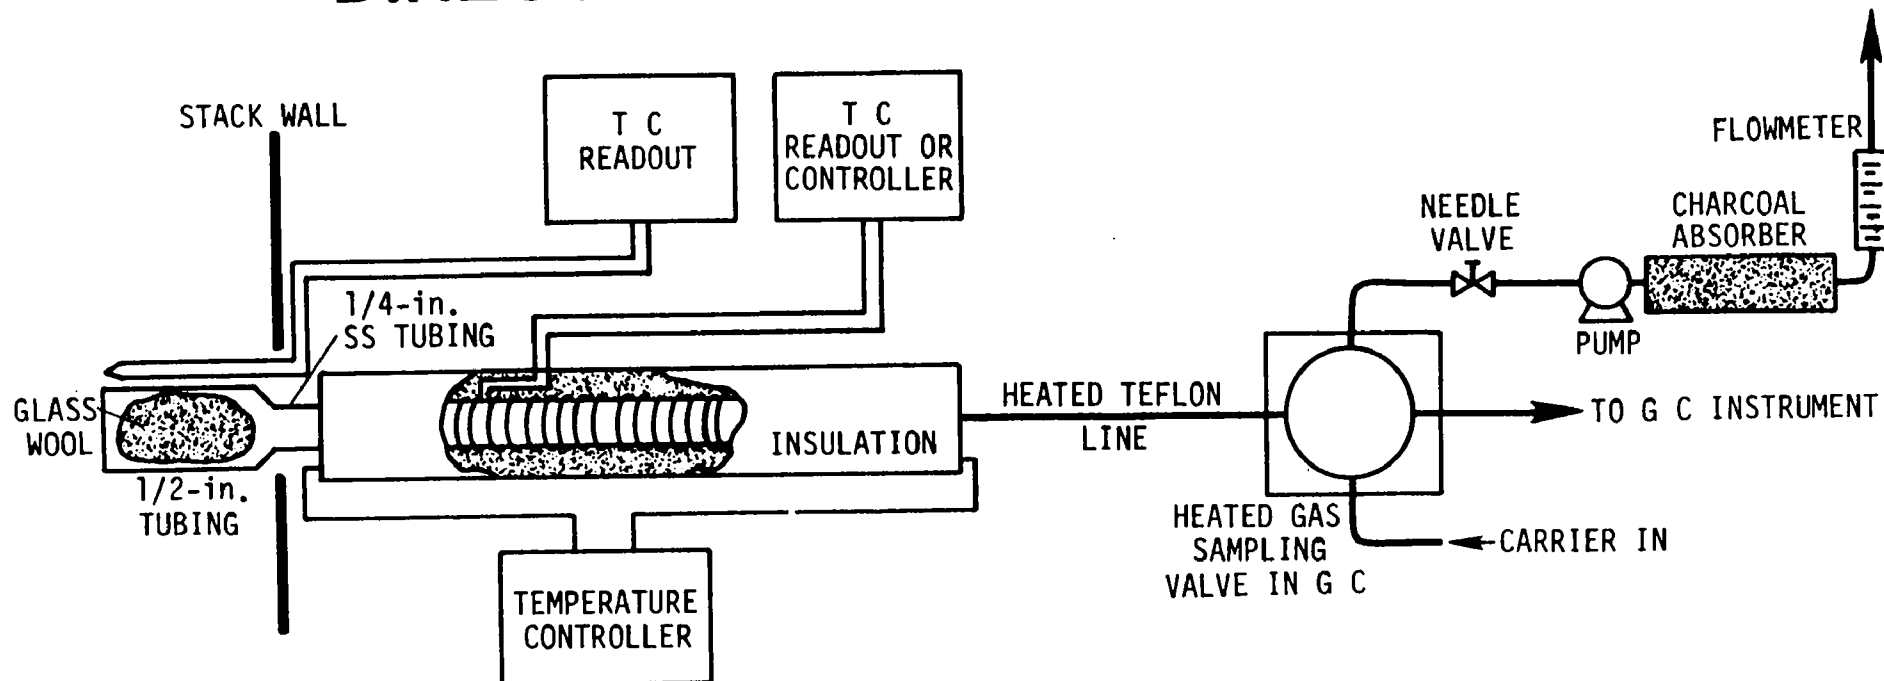 STACK WALL
T C
READOUT
T C
READOUT OR
CONTROLLER
FLOWMETER
NEEDLE
VALVE
CHARCOAL
ABSORBER
1/4-in.
SS TUBING
PUMP
GLASS
WOOL
HEATED TEFLON
LINE
TO G C INSTRUMENT
INSULATION
1/2-in.
TUBING
HEATED GAS
SAMPLING
VALVE IN G C
CARRIER IN
TEMPERATURE
CONTROLLER